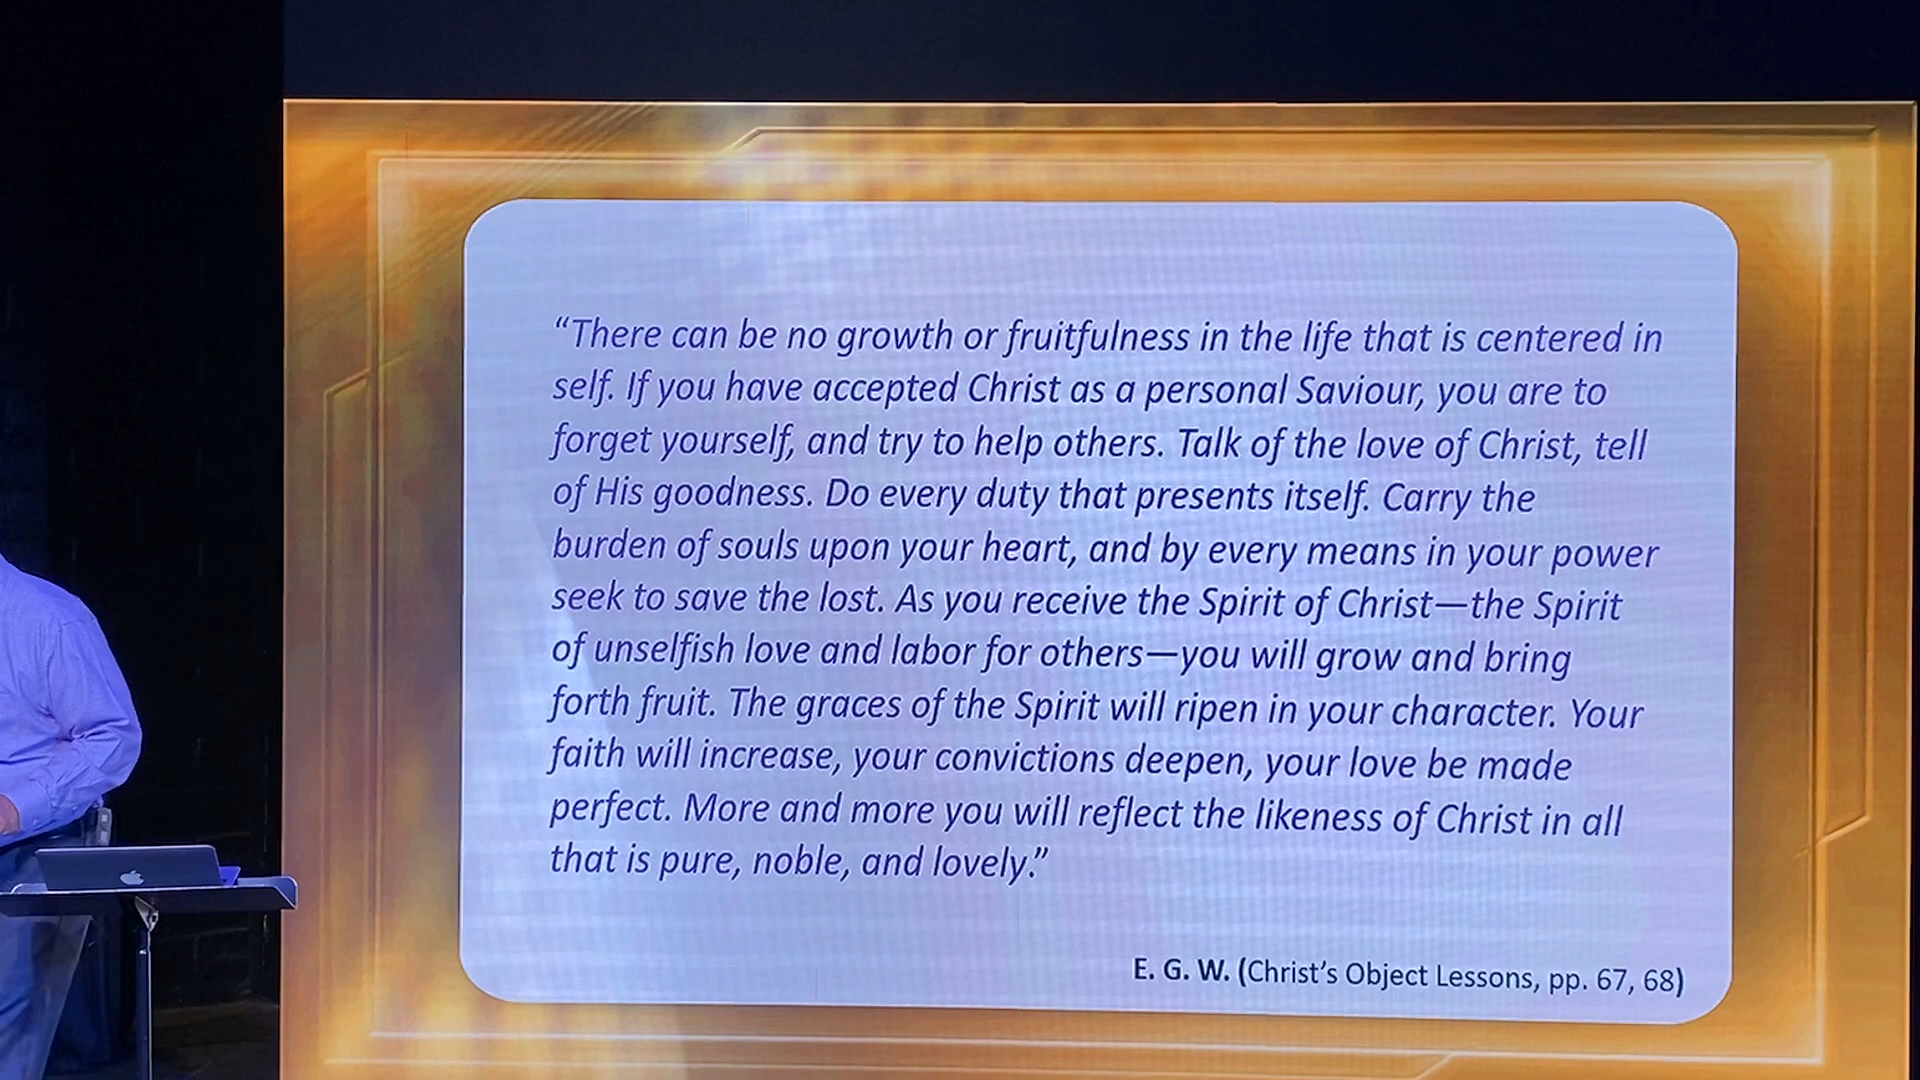 “There can be no growth or fruitfulness in the life that is centered in
self. If you have accepted Christ as a personal Saviour, you are to
forget yourself, and try to help others. Talk of the love of Christ, tell
of His goodness. Do every duty that presents itself. Carry the
burden of souls upon your heart, and by every means in your power
seek to save the lost. As you receive the Spirit of Christ—the Spirit
of unselfish love and labor for others—you will grow and bring
forth fruit. The graces of the Spirit will ripen in your character. Your
faith will increase, your convictions deepen, your love be made
perfect. More and more you will reflect the likeness of Christ in all
that is pure, noble, and lovely.”
E. G. W. (Christ’s Object Lessons, pp. 67, 68)